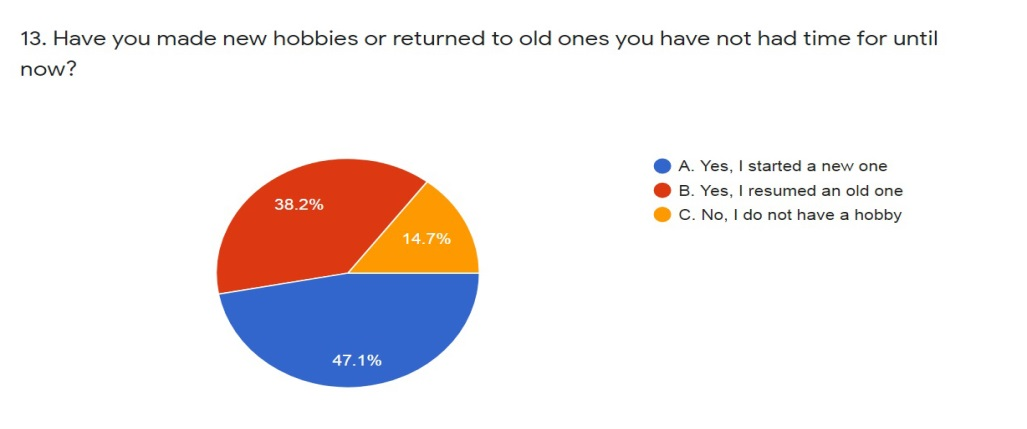 13. Have you made new hobbies or returned to old ones you have not had time for until
now?
A. Yes, I started a new one
B. Yes, I resumed an old one
C. No, I do not have a hobby
38.2%
14.7%
47.1%